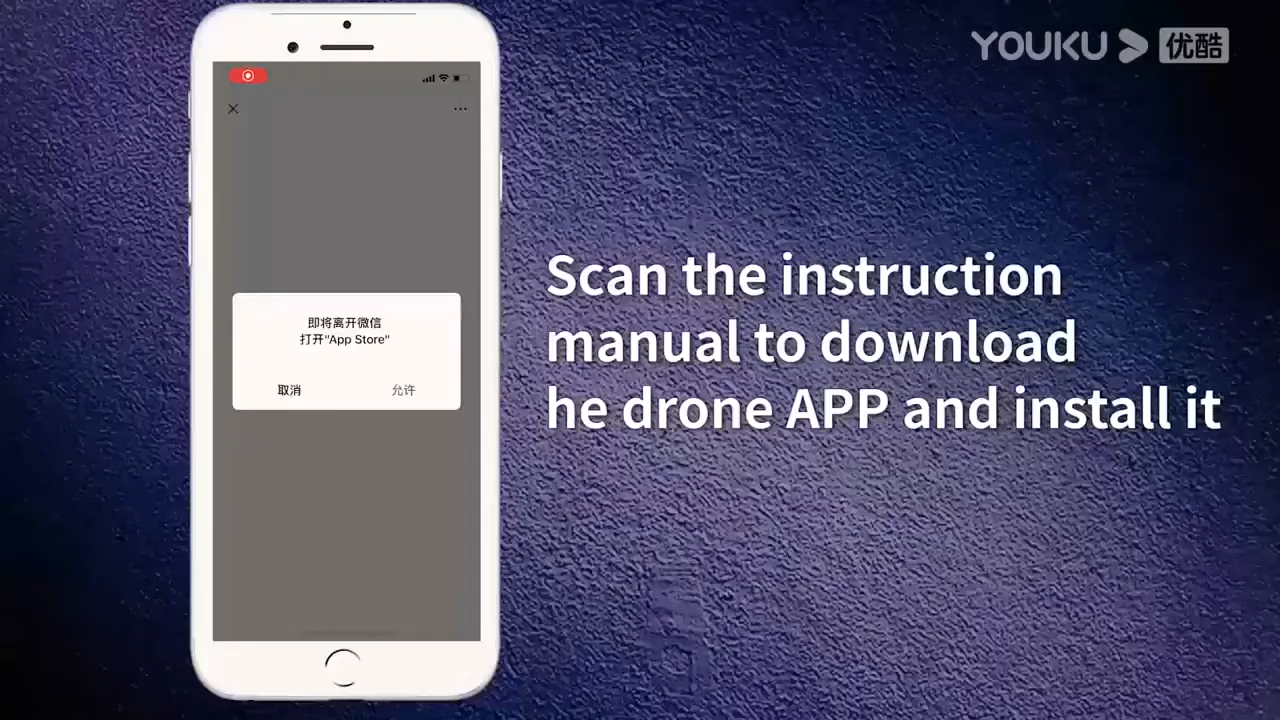 YOUKU 优酷
即将离开微信
打开"App Store"
取消 允许
Scan the instruction
manual to download
he drone APP and install it